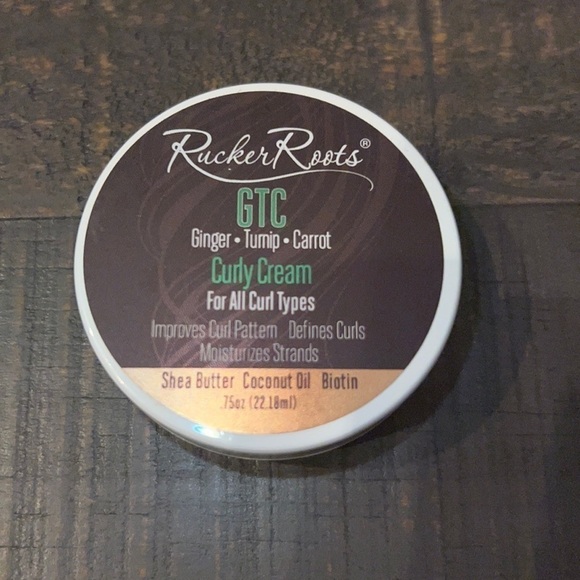 RuckerRoots®
GTC
Ginger • Turnip • Carrot
Curly Cream
For All Curl Types
Improves Curl Pattern Defines Curls
Moisturizes Strands
Shea Butter Coconut Oil Biotin
.75oz (22.18ml)